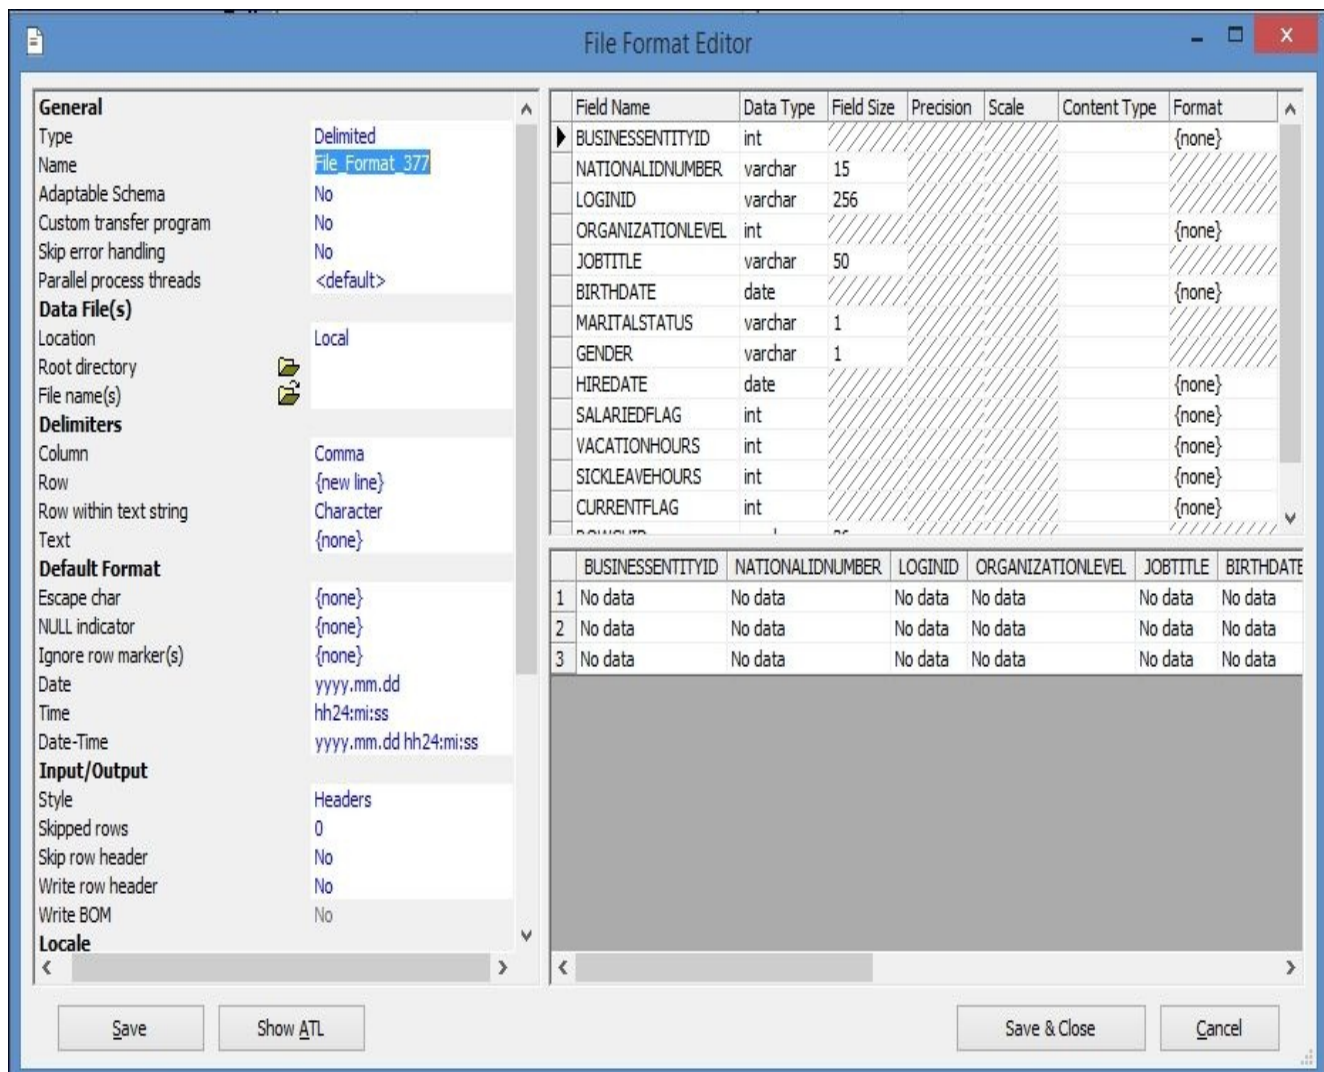 File Format Editor
General
Type Delimited
Name File_Format_377
Adaptable Schema No
Custom transfer program No
Skip error handling No
Parallel process threads <default>
Data File(s)
Location Local
Root directory
File name(s)
Delimiters
Column Comma
Row {new line}
Row within text string Character
Text {none}
Default Format
Escape char {none}
NULL indicator {none}
Ignore row marker(s) {none}
Date yyyy.mm.dd
Time hh24:mi:ss
Date-Time yyyy.mm.dd hh24:mi:ss
Input/Output
Style Headers
Skipped rows 0
Skip row header No
Write row header No
Write BOM No
Locale
Field Name Data Type Field Size Precision Scale Content Type Format
BUSINESSENTITYID int {none}
NATIONALIDNUMBER varchar 15
LOGINID varchar 256
ORGANIZATIONLEVEL int {none}
JOBTITLE varchar 50
BIRTHDATE date {none}
MARITALSTATUS varchar 1
GENDER varchar 1
HIREDATE date {none}
SALARIEDFLAG int {none}
VACATIONHOURS int {none}
SICKLEAVEHOURS int {none}
CURRENTFLAG int {none}
BUSINESSENTITYID NATIONALIDNUMBER LOGINID ORGANIZATIONLEVEL JOBTITLE BIRTHDATE
1 No data No data No data No data No data No data
2 No data No data No data No data No data No data
3 No data No data No data No data No data No data
Save Show ATL Save & Close Cancel